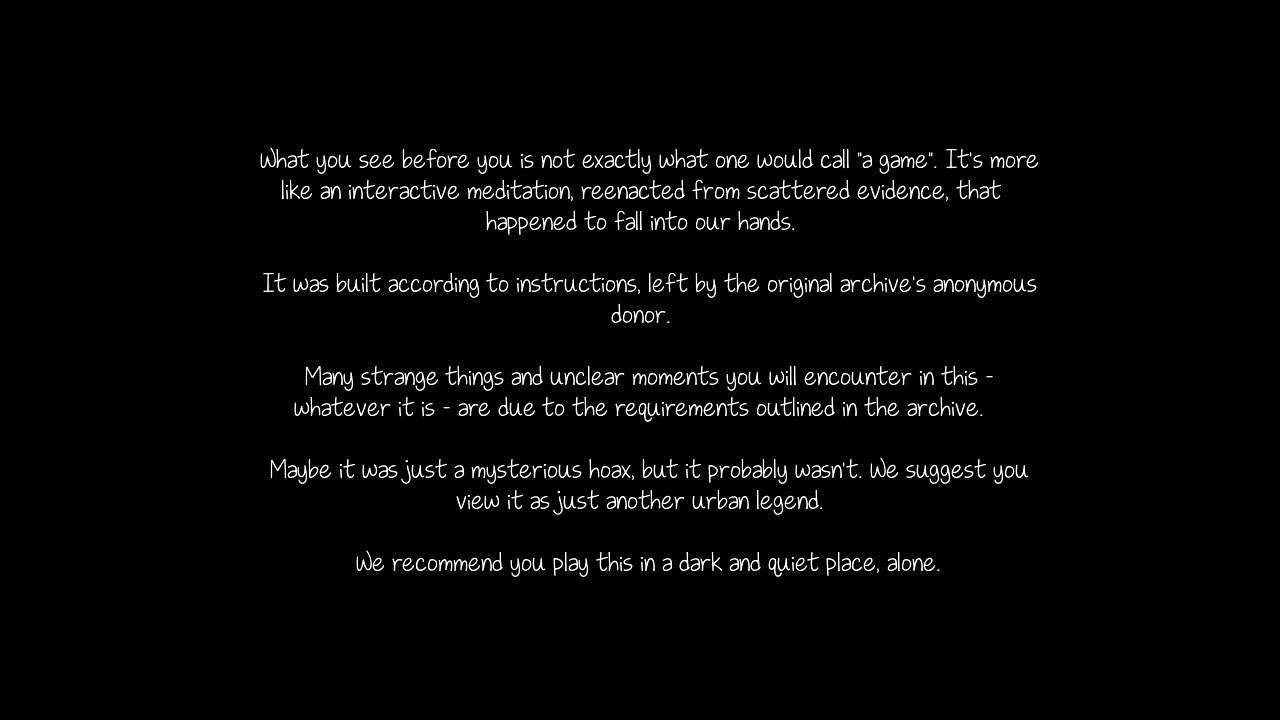 What you see before you is not exactly what one would call "a game". It's more
like an interactive meditation, reenacted from scattered evidence, that
happened to fall into our hands.
It was built according to instructions, left by the original archive's anonymous
donor.
Many strange things and unclear moments you will encounter in this -
whatever it is - are due to the requirements outlined in the archive.
Maybe it was just a mysterious hoax, but it probably wasn't. We suggest you
view it as just another urban legend.
We recommend you play this in a dark and quiet place, alone.